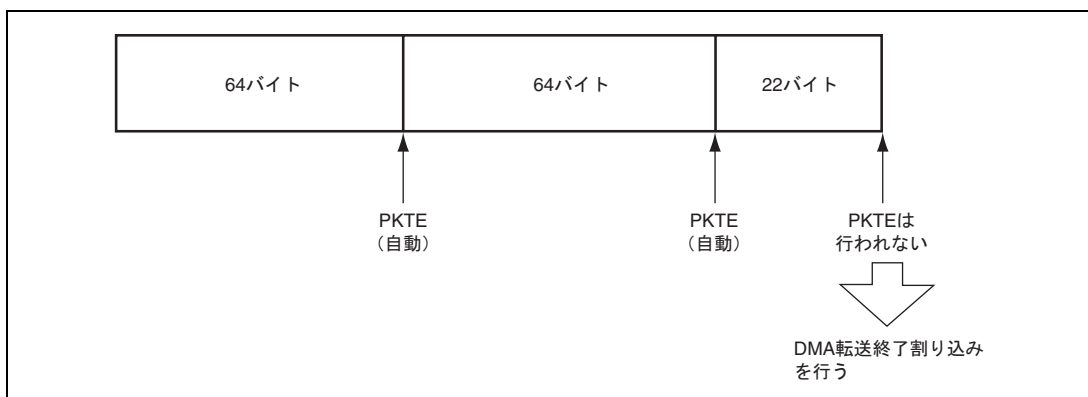 64バイト
64バイト
22バイト
PKTE
(自動)
PKTE
(自動)
PKTEは
行われない
DMA転送終了割り込み
を行う